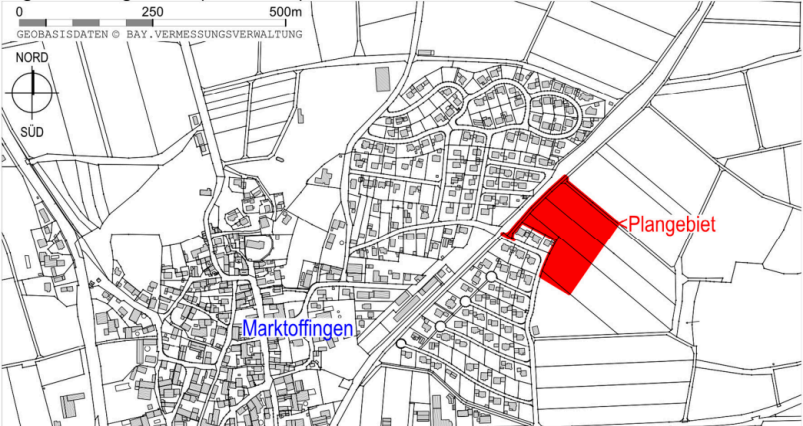 0 250 500m
GEOBASISDATEN © BAY.VERMESSUNGSVERWALTUNG
NORD
SÜD
Plangebiet
Marktoffingen